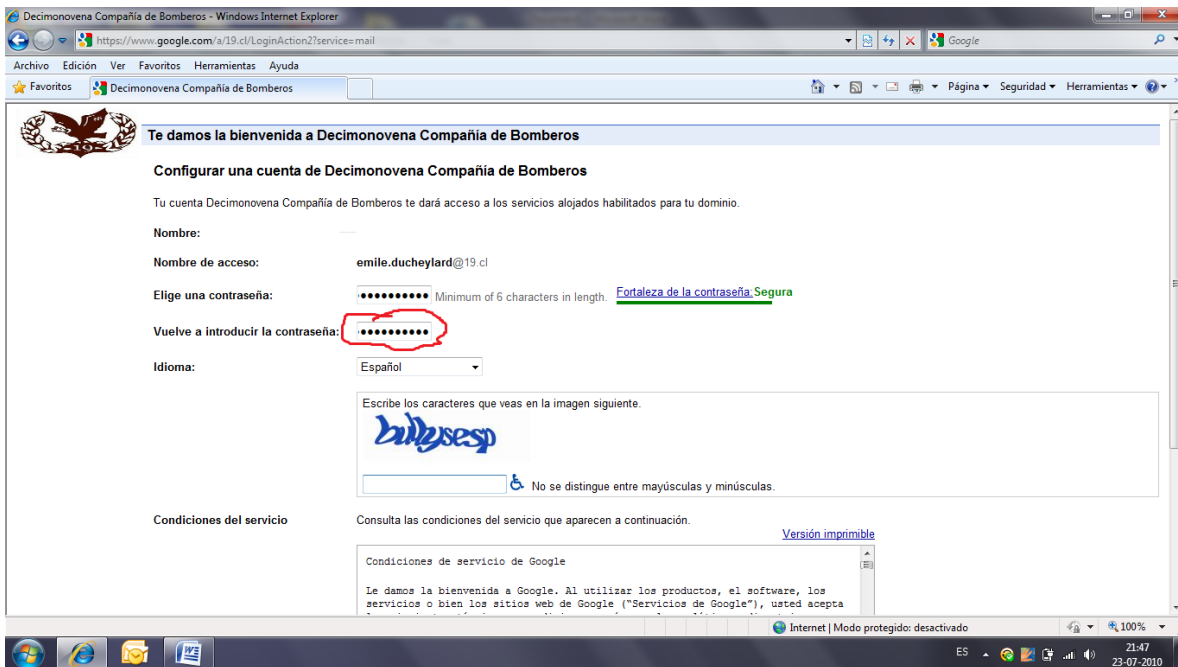 Decimonovena Compañía de Bomberos - Windows Internet Explorer
https://www.google.com/a/19.cl/LoginAction2?service=mail
Google
Archivo Edición Ver Favoritos Herramientas Ayuda
Favoritos Decimonovena Compañía de Bomberos Página Seguridad Herramientas
19
Te damos la bienvenida a Decimonovena Compañía de Bomberos
Configurar una cuenta de Decimonovena Compañía de Bomberos
Tu cuenta Decimonovena Compañía de Bomberos te dará acceso a los servicios alojados habilitados para tu dominio.
Nombre:
Nombre de acceso: emile.ducheylard@19.cl
Elige una contraseña: Minimum of 6 characters in length. Fortaleza de la contraseña: Segura
Vuelve a introducir la contraseña:
Idioma: Español
Escribe los caracteres que veas en la imagen siguiente.
bullysesp
No se distingue entre mayúsculas y minúsculas.
Condiciones del servicio Consulta las condiciones del servicio que aparecen a continuación.
Versión imprimible
Condiciones de servicio de Google
Le damos la bienvenida a Google. Al utilizar los productos, el software, los
servicios o bien los sitios web de Google ("Servicios de Google"), usted acepta
Internet | Modo protegido: desactivado 100%
ES 21:47
23-07-2010